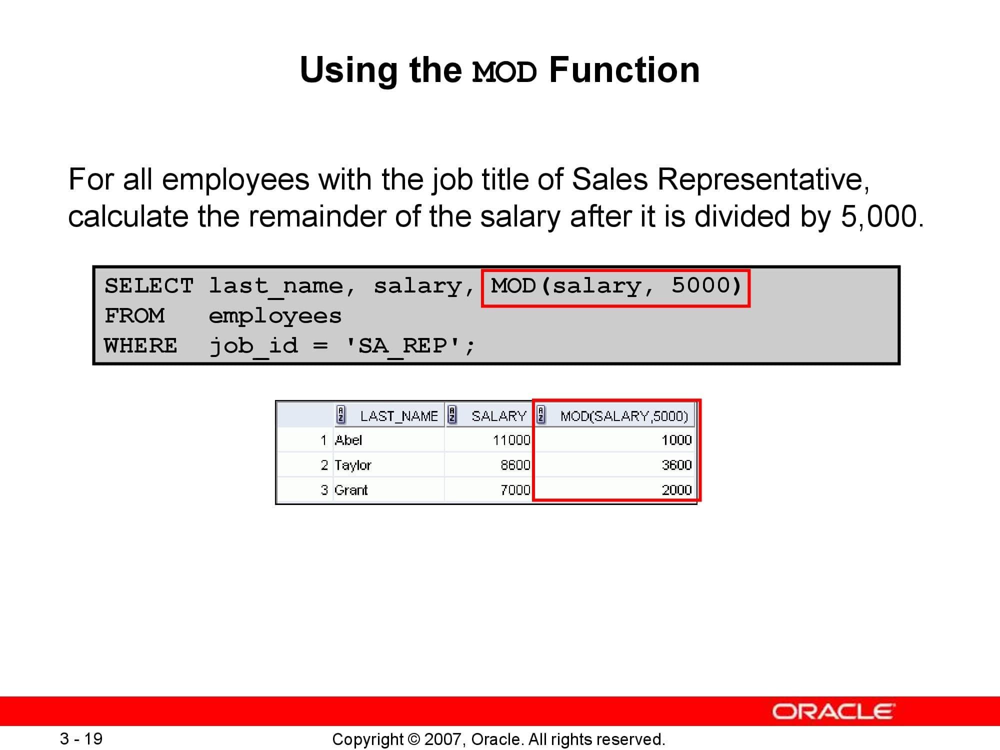 Using the MOD Function
For all employees with the job title of Sales Representative,
calculate the remainder of the salary after it is divided by 5,000.
SELECT last_name, salary, MOD(salary, 5000)
FROM   employees
WHERE  job_id = 'SA_REP';
LAST_NAME SALARY MOD(SALARY,5000)
1 Abel 11000 1000
2 Taylor 8600 3600
3 Grant 7000 2000
ORACLE
3 - 19 Copyright © 2007, Oracle. All rights reserved.